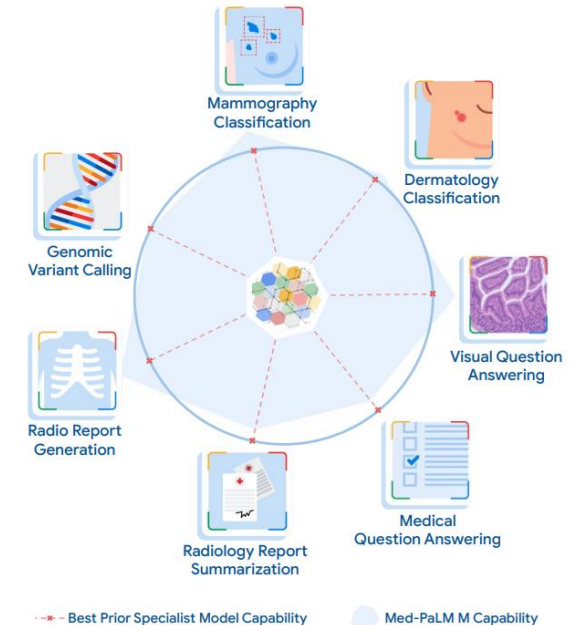 Mammography
Classification
Dermatology
Classification
Genomic
Variant Calling
Visual Question
Answering
Radio Report
Generation
Medical
Question Answering
Radiology Report
Summarization
Best Prior Specialist Model Capability
Med-PaLM M Capability